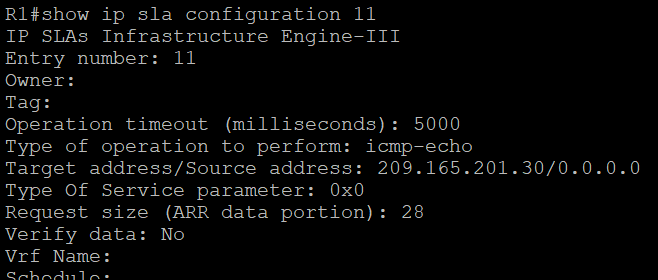 R1#show ip sla configuration 11
IP SLAs Infrastructure Engine-III
Entry number: 11
Owner:
Tag:
Operation timeout (milliseconds): 5000
Type of operation to perform: icmp-echo
Target address/Source address: 209.165.201.30/0.0.0.0
Type Of Service parameter: 0x0
Request size (ARR data portion): 28
Verify data: No
Vrf Name:
Schedule: